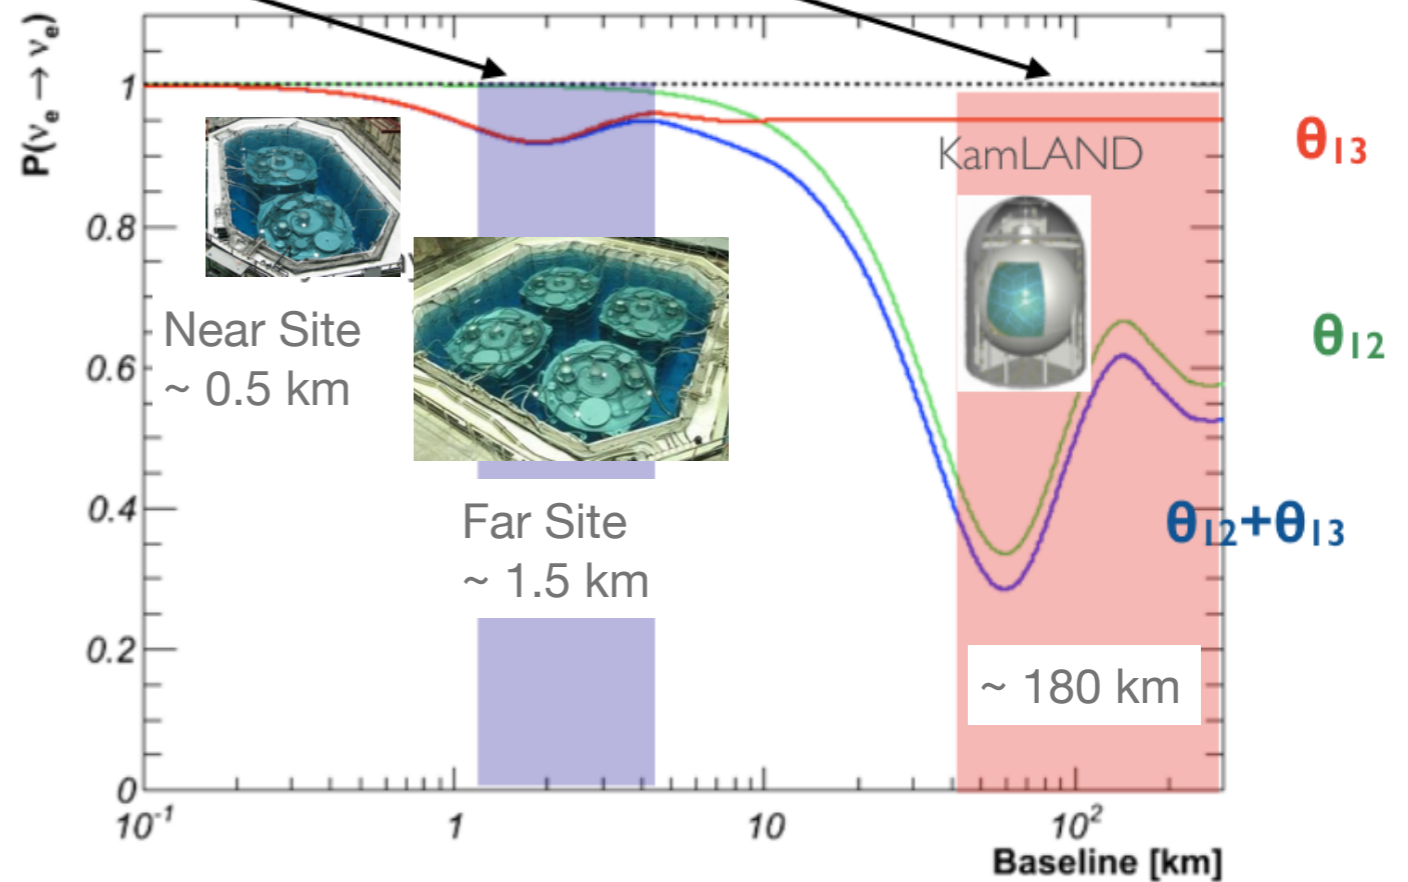 P(νe → νe)
1
0.8
0.6
0.4
0.2
0
10⁻¹
1
10
10²
Baseline [km]
Near Site
~ 0.5 km
Far Site
~ 1.5 km
KamLAND
~ 180 km
θ13
θ12
θ12+θ13